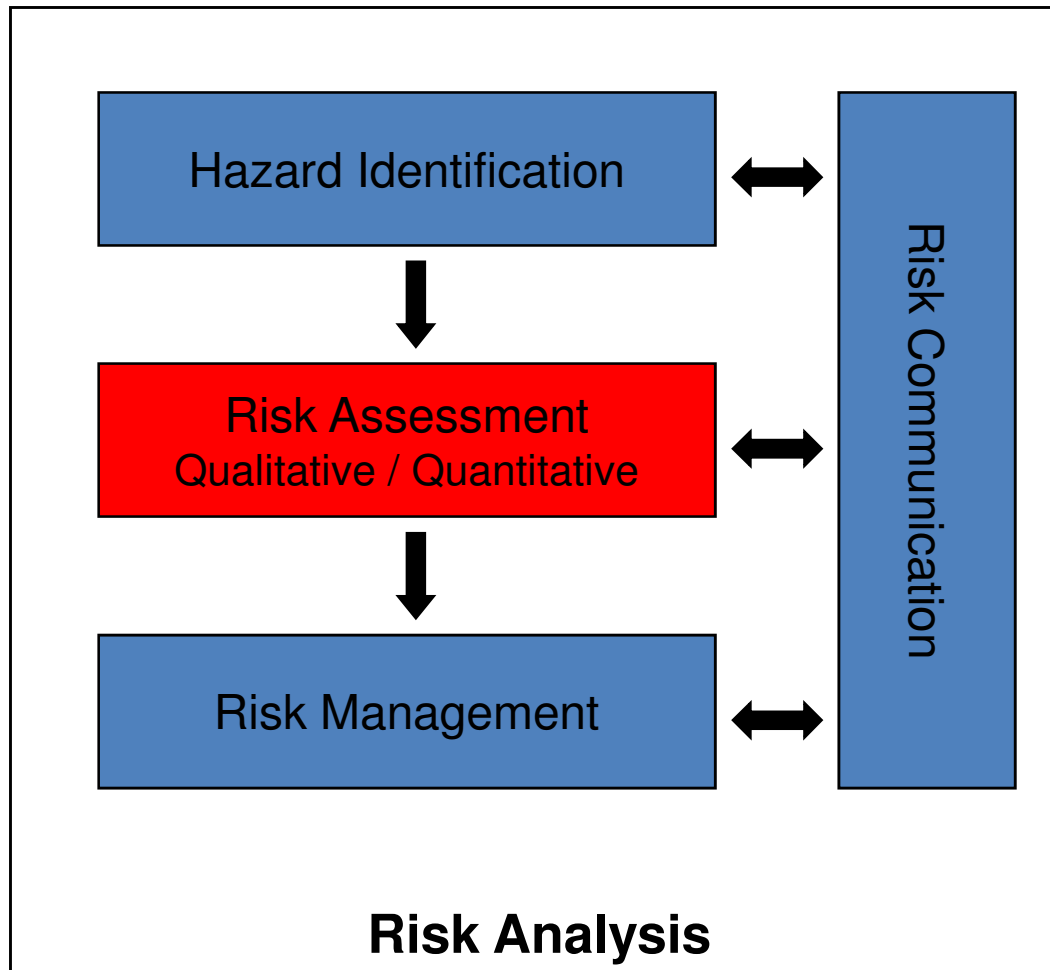 Hazard Identification
Risk Assessment
Qualitative / Quantitative
Risk Management
Risk Communication
Risk Analysis